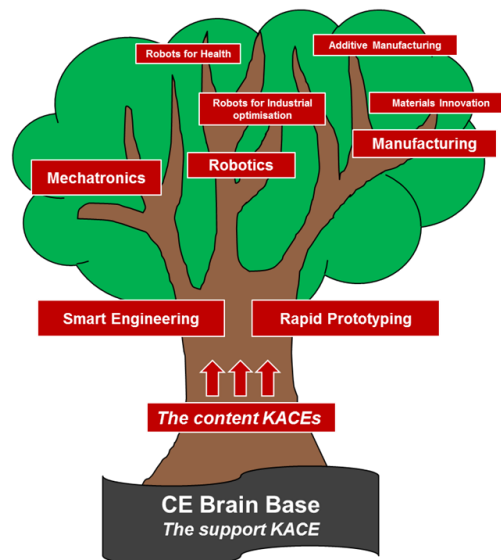 Robots for Health
Additive Manufacturing
Robots for Industrial
optimisation
Materials Innovation
Manufacturing
Robotics
Mechatronics
Smart Engineering
Rapid Prototyping
The content KACEs
CE Brain Base
The support KACE